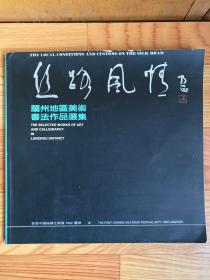 THE LOCAL CONDITIONS AND CUSTOMS ON THE SILK ROAD
丝路风情
蘭州地區美術
書法作品選集
THE SELECTED WORKS OF ART
AND CALLIGRAPHY
IN
LANZHOU DISTRICT
THE FIRST CHINESE SILK ROAD FESTIVAL SEPT. 1992 LANZHOU